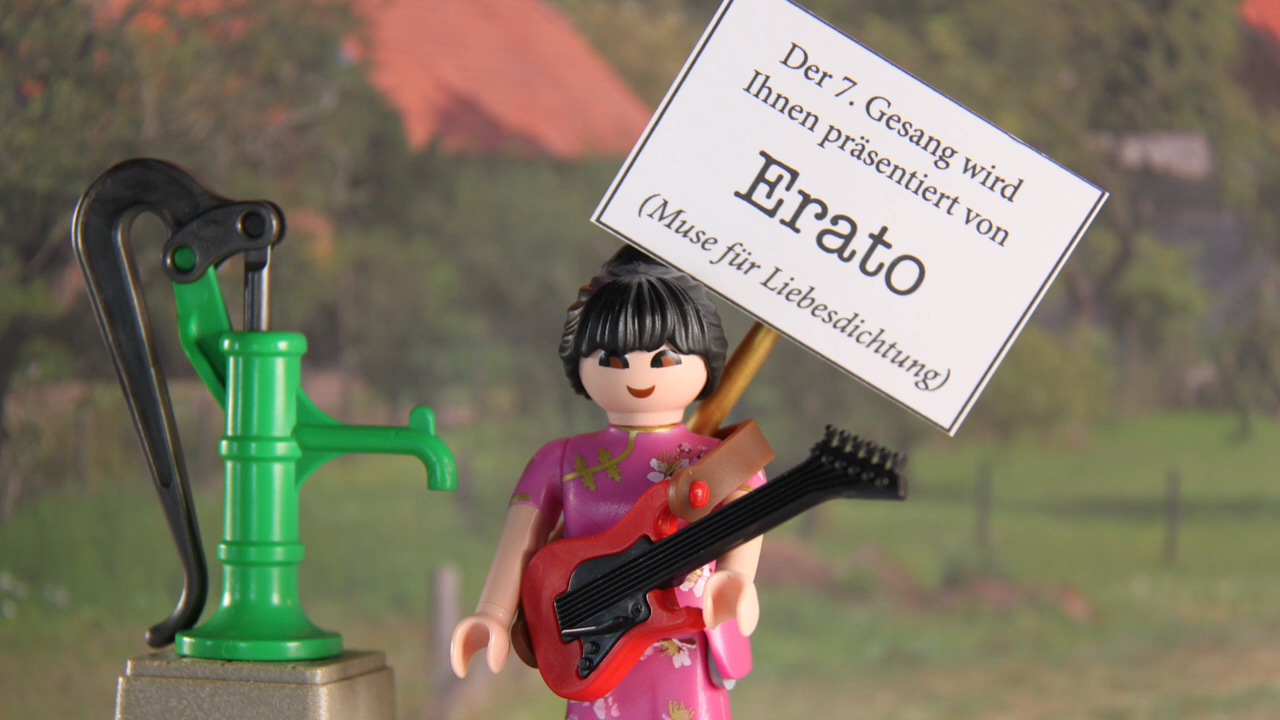 Der 7. Gesang wird
Ihnen präsentiert von
Erato
(Muse für Liebesdichtung)